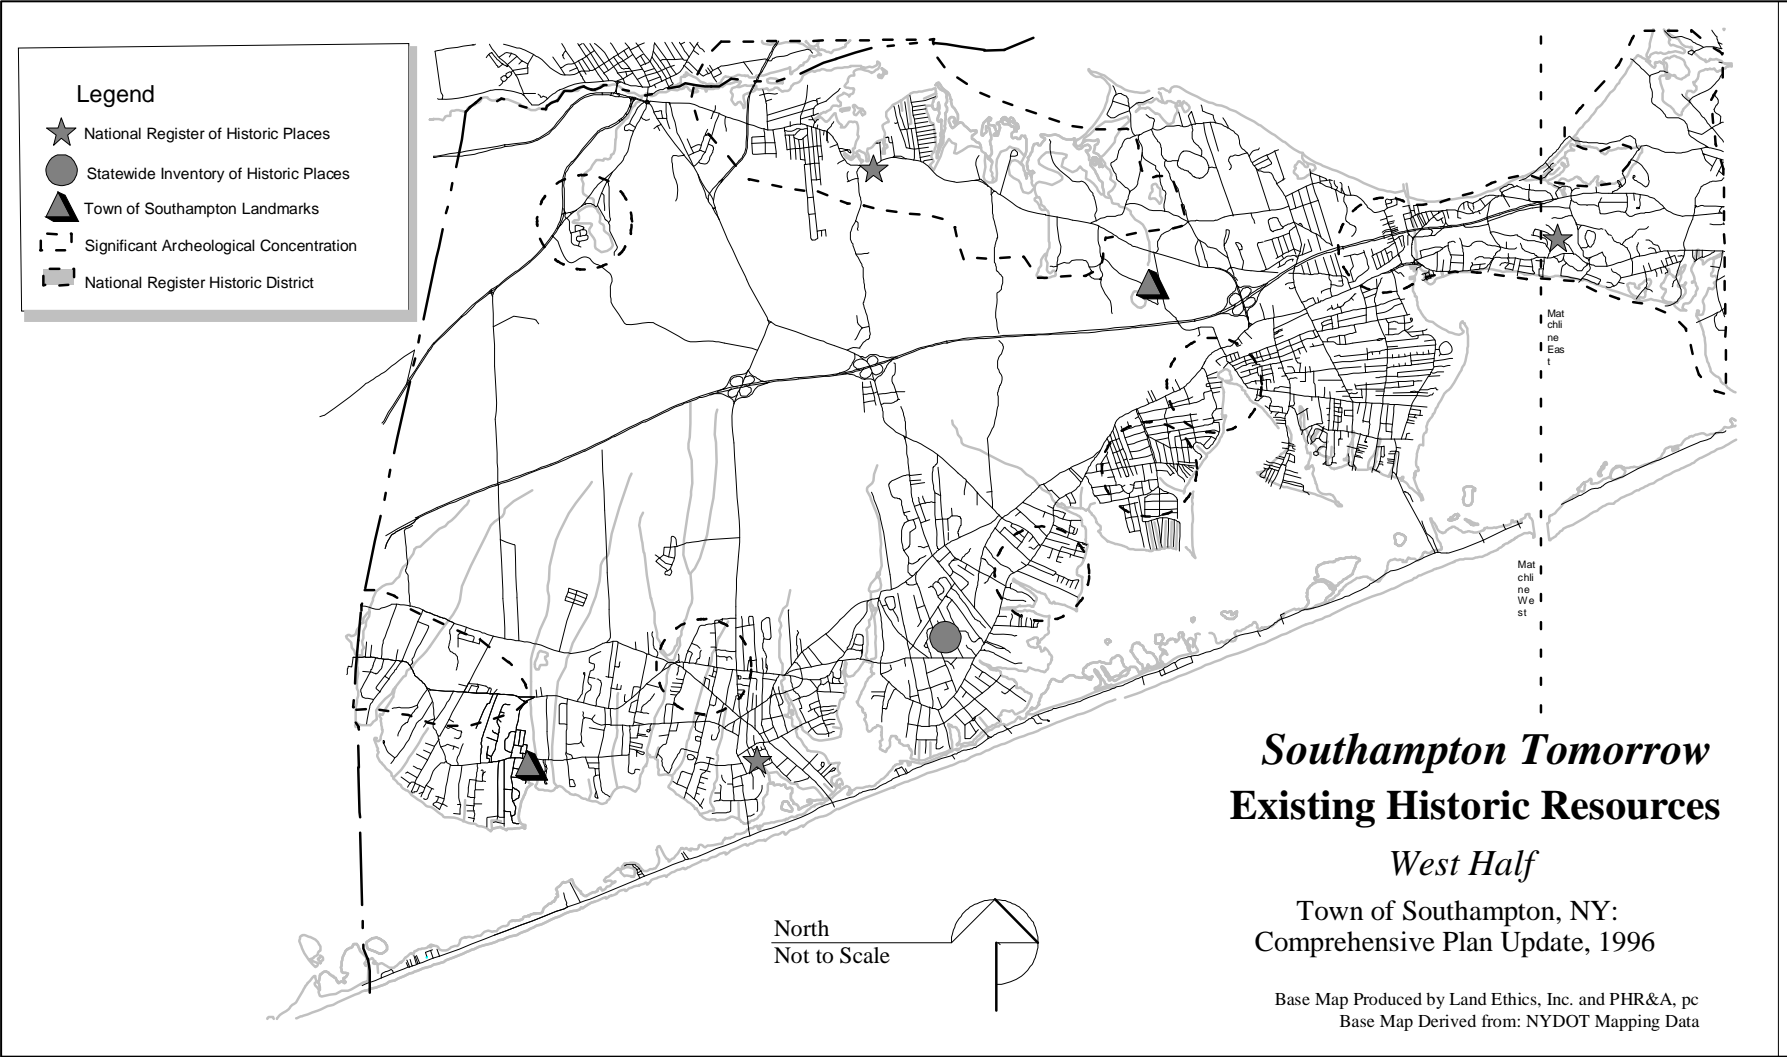 Legend
National Register of Historic Places
Statewide Inventory of Historic Places
Town of Southampton Landmarks
Significant Archeological Concentration
National Register Historic District
Mat
chli
ne
Eas
t
Mat
chli
ne
We
st
Southampton Tomorrow
Existing Historic Resources
West Half
Town of Southampton, NY:
Comprehensive Plan Update, 1996
North
Not to Scale
Base Map Produced by Land Ethics, Inc. and PHR&A, pc
Base Map Derived from: NYDOT Mapping Data